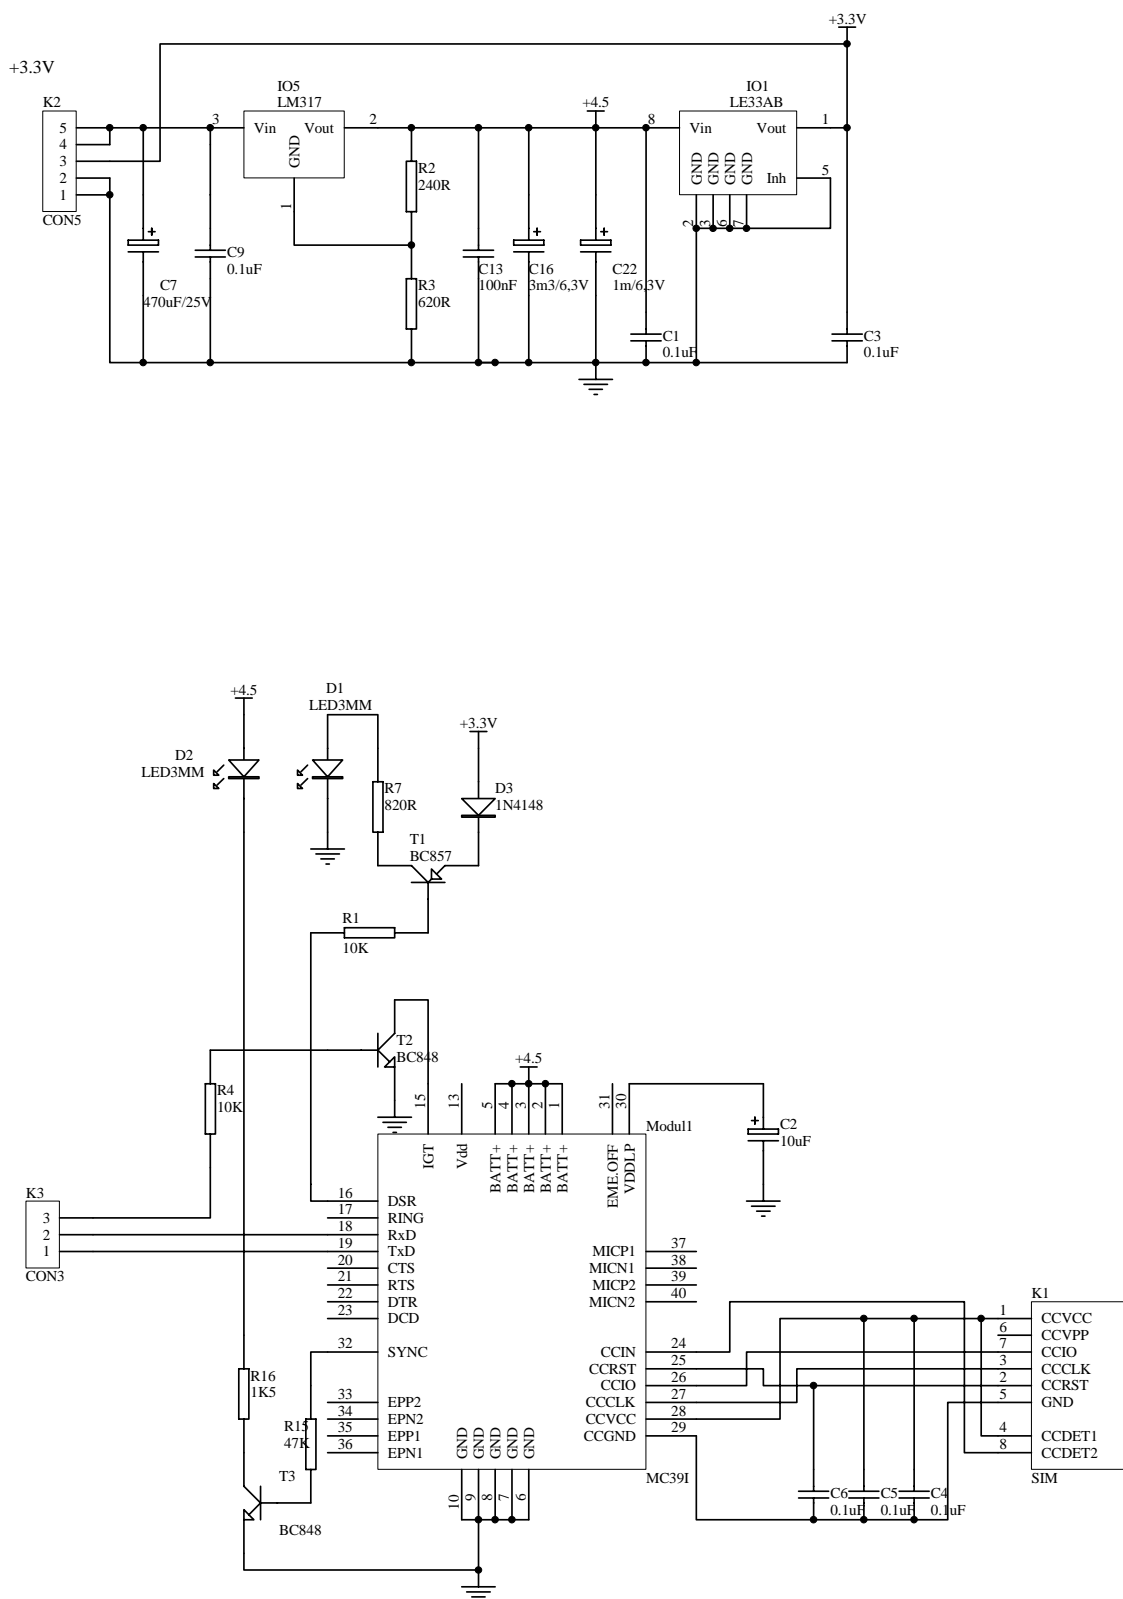 +3.3V
+3.3V
K2
5
4
3
2
1
CON5
IO5
LM317
3
Vin
Vout
GND
2
1
R2
240R
R3
620R
C7
470uF/25V
C9
0.1uF
C13
100nF
C16
3m3/6,3V
C22
1m/6,3V
+4.5
IO1
LE33AB
8
Vin
Vout
1
GND
GND
GND
GND
Inh
5
2
3
6
7
C1
0.1uF
C3
0.1uF
+4.5
D1
LED3MM
+3.3V
D2
LED3MM
R7
820R
D3
1N4148
T1
BC857
R1
10K
T2
BC848
R4
10K
+4.5
15
13
5
4
3
2
1
31
30
C2
10uF
Modul1
IGT
Vdd
BATT+
BATT+
BATT+
BATT+
BATT+
EME.OFF
VDDLP
K3
3
2
1
CON3
16 DSR
17 RING
18 RxD
19 TxD
20 CTS
21 RTS
22 DTR
23 DCD
32 SYNC
33 EPP2
34 EPN2
35 EPP1
36 EPN1
MICP1 37
MICN1 38
MICP2 39
MICN2 40
CCIN 24
CCRST 25
CCIO 26
CCCLK 27
CCVCC 28
CCGND 29
GND
GND
GND
GND
GND
10
9
8
7
6
MC39I
R16
1K5
R15
47K
T3
BC848
K1
1 CCVCC
6 CCVPP
7 CCIO
3 CCCLK
2 CCRST
5 GND
4 CCDET1
8 CCDET2
SIM
C6
0.1uF
C5
0.1uF
C4
0.1uF